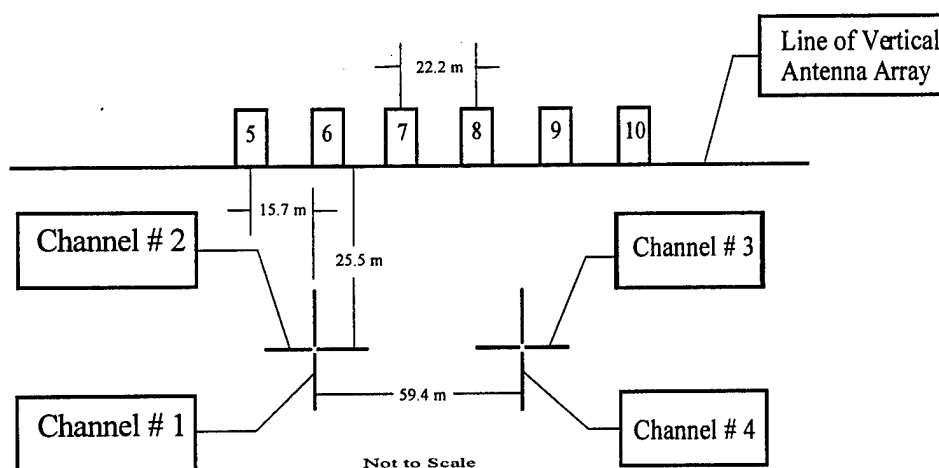 Line of Vertical
Antenna Array
22.2 m
5 6 7 8 9 10
15.7 m
Channel # 2
25.5 m
Channel # 3
59.4 m
Channel # 1
Channel # 4
Not to Scale